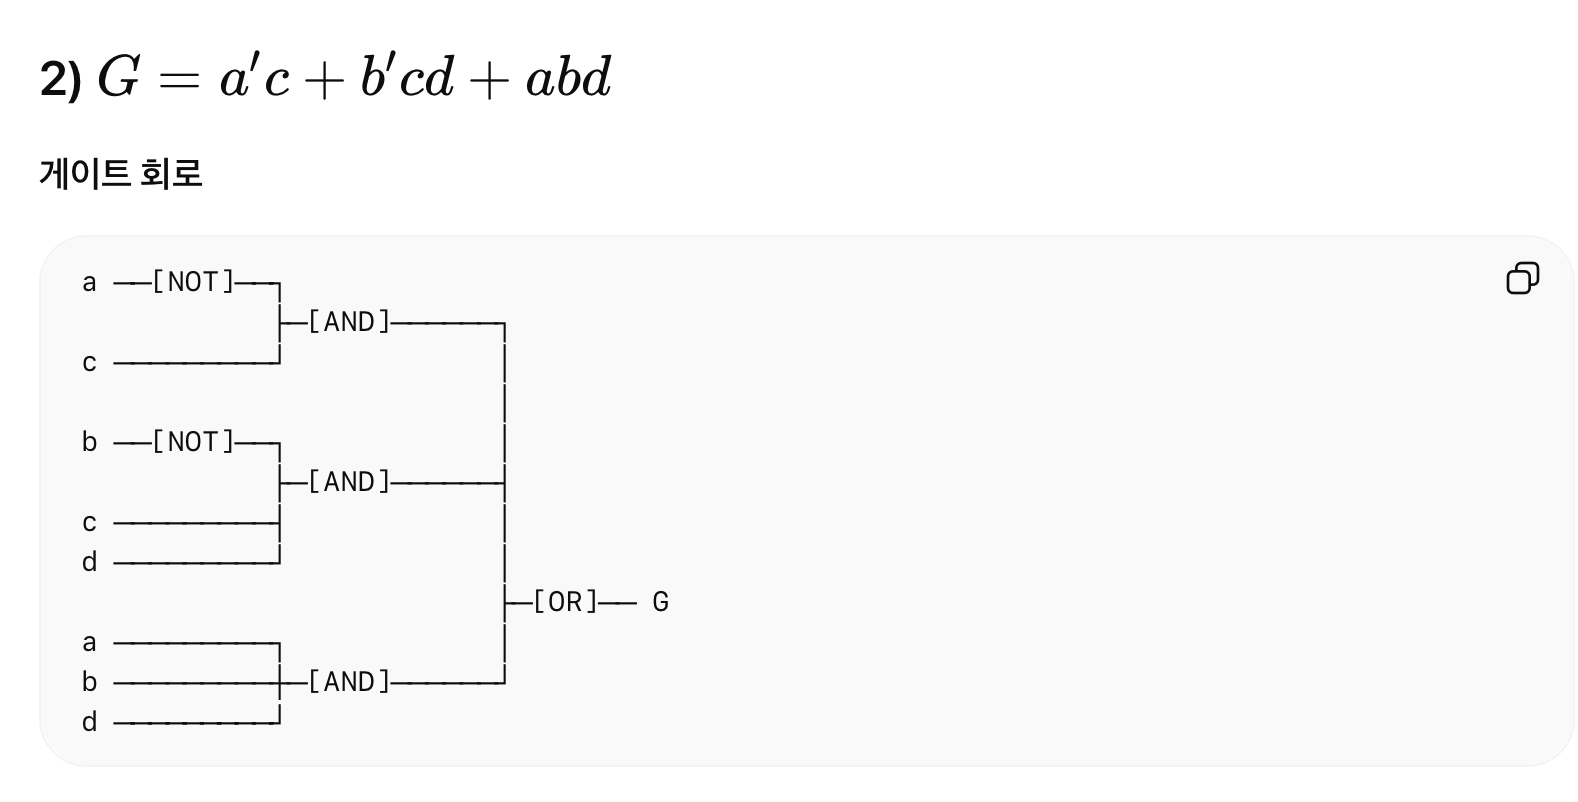 2) G = a′c + b′cd + abd
게이트 회로
a ──[NOT]──┐
├─[AND]──────┐
c ─────────┘
b ──[NOT]──┐
├─[AND]──────┤
c ─────────┤
d ─────────┘
├─[OR]── G
a ─────────┐
b ─────────┼─[AND]──────┘
d ─────────┘